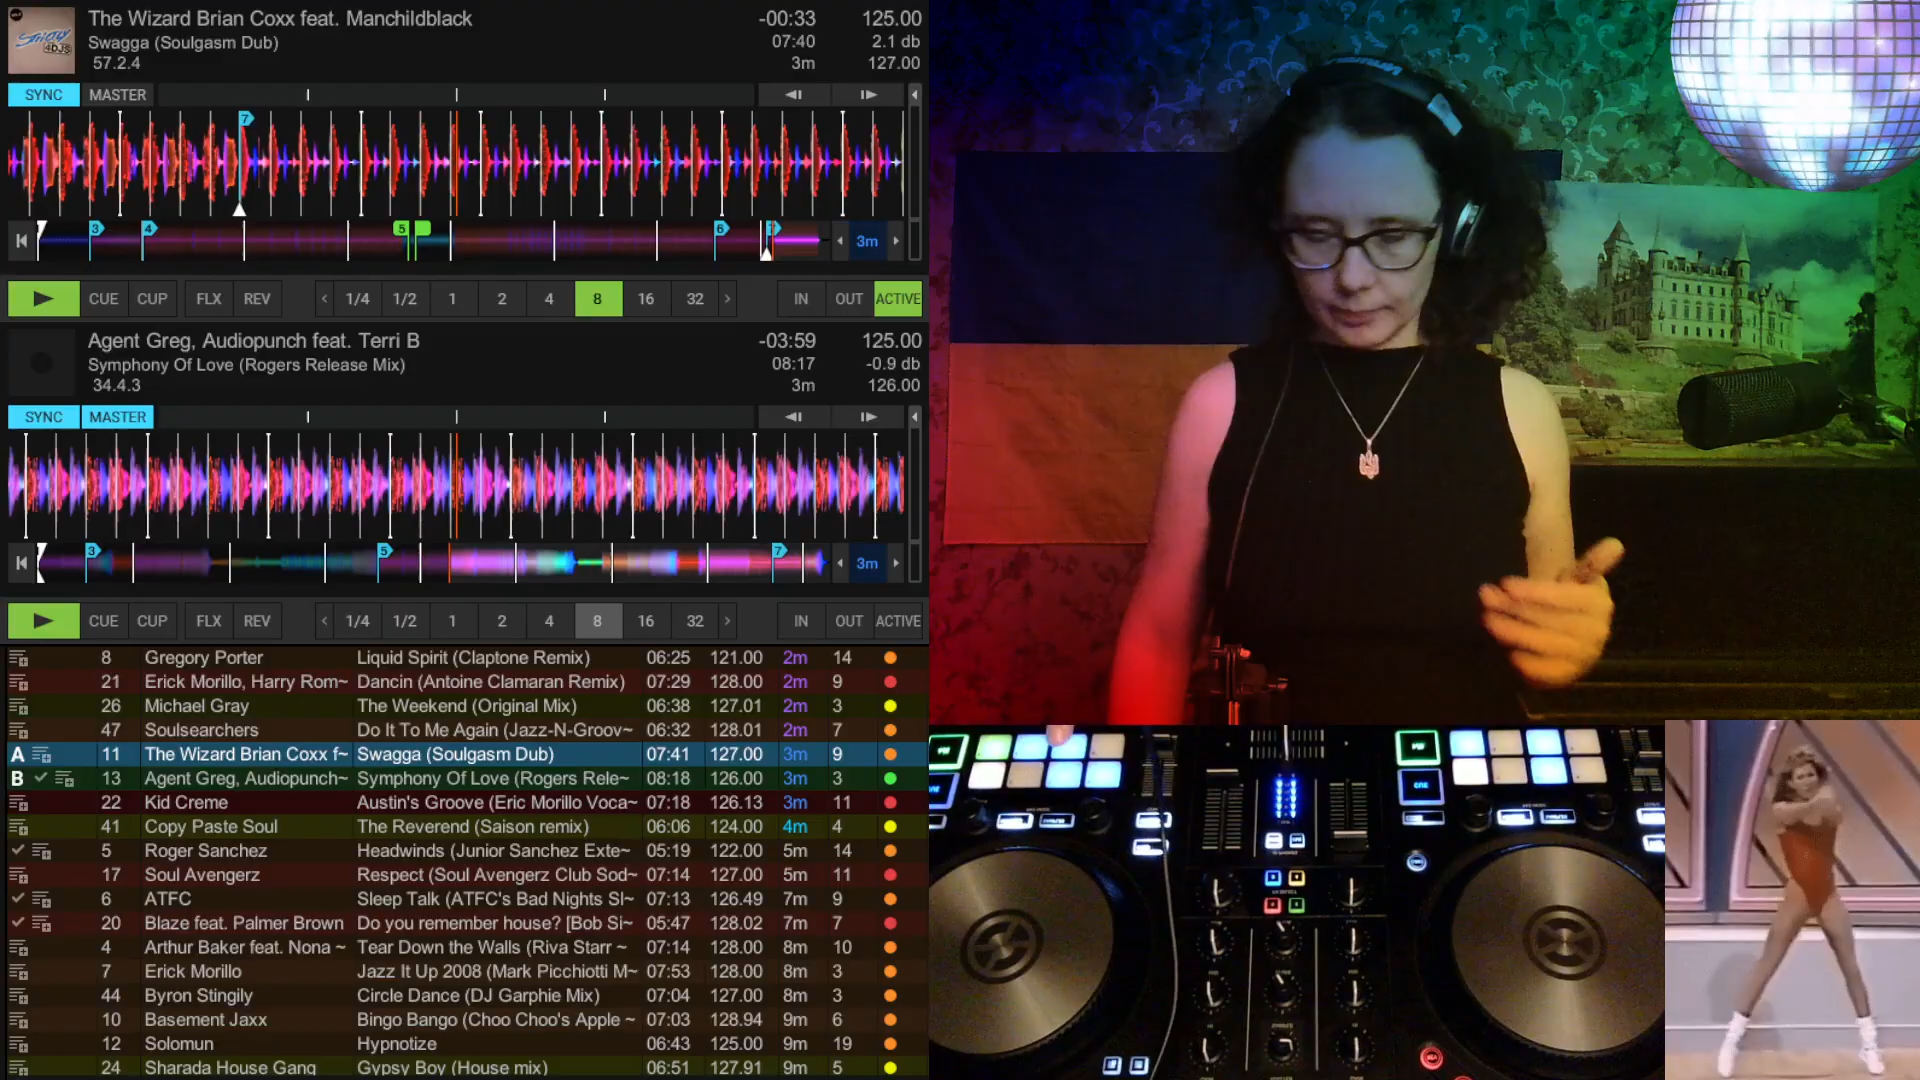 The Wizard Brian Coxx feat. Manchildblack -00:33 125.00
Swagga (Soulgasm Dub) 07:40 2.1 db
57.2.4 3m 127.00
STRICTLY 4DJS
SYNC MASTER
7
3 4 5 6 7 3m
CUE CUP FLX REV 1/4 1/2 1 2 4 8 16 32 IN OUT ACTIVE
Agent Greg, Audiopunch feat. Terri B -03:59 125.00
Symphony Of Love (Rogers Release Mix) 08:17 -0.9 db
34.4.3 3m 126.00
SYNC MASTER
3 5 7 3m
CUE CUP FLX REV 1/4 1/2 1 2 4 8 16 32 IN OUT ACTIVE
8 Gregory Porter Liquid Spirit (Claptone Remix) 06:25 121.00 2m 14
21 Erick Morillo, Harry Rom~ Dancin (Antoine Clamaran Remix) 07:29 128.00 2m 9
26 Michael Gray The Weekend (Original Mix) 06:38 127.01 2m 3
47 Soulsearchers Do It To Me Again (Jazz-N-Groov~ 06:32 128.01 2m 7
A 11 The Wizard Brian Coxx f~ Swagga (Soulgasm Dub) 07:41 127.00 3m 9
B 13 Agent Greg, Audiopunch~ Symphony Of Love (Rogers Rele~ 08:18 126.00 3m 3
22 Kid Creme Austin's Groove (Eric Morillo Voca~ 07:18 126.13 3m 11
41 Copy Paste Soul The Reverend (Saison remix) 06:06 124.00 4m 4
5 Roger Sanchez Headwinds (Junior Sanchez Exte~ 05:19 122.00 5m 14
17 Soul Avengerz Respect (Soul Avengerz Club Sod~ 07:14 127.00 5m 11
6 ATFC Sleep Talk (ATFC's Bad Nights Sl~ 07:13 126.49 7m 9
20 Blaze feat. Palmer Brown Do you remember house? [Bob Si~ 05:47 128.02 7m 7
4 Arthur Baker feat. Nona ~ Tear Down the Walls (Riva Starr ~ 07:14 128.00 8m 10
7 Erick Morillo Jazz It Up 2008 (Mark Picchiotti M~ 07:53 128.00 8m 3
44 Byron Stingily Circle Dance (DJ Garphie Mix) 07:04 127.00 8m 3
10 Basement Jaxx Bingo Bango (Choo Choo's Apple ~ 07:03 128.94 9m 6
12 Solomun Hypnotize 06:43 125.00 9m 19
24 Sharada House Gang Gypsy Boy (House mix) 06:51 127.91 9m 5